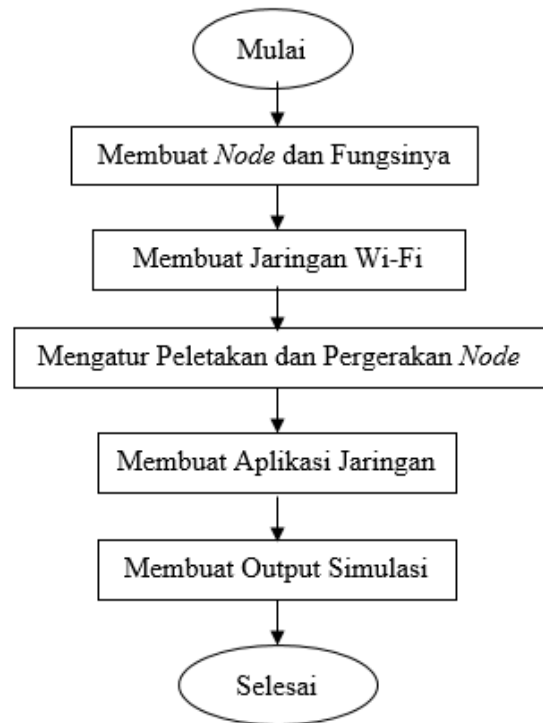 Mulai
Membuat Node dan Fungsinya
Membuat Jaringan Wi-Fi
Mengatur Peletakan dan Pergerakan Node
Membuat Aplikasi Jaringan
Membuat Output Simulasi
Selesai